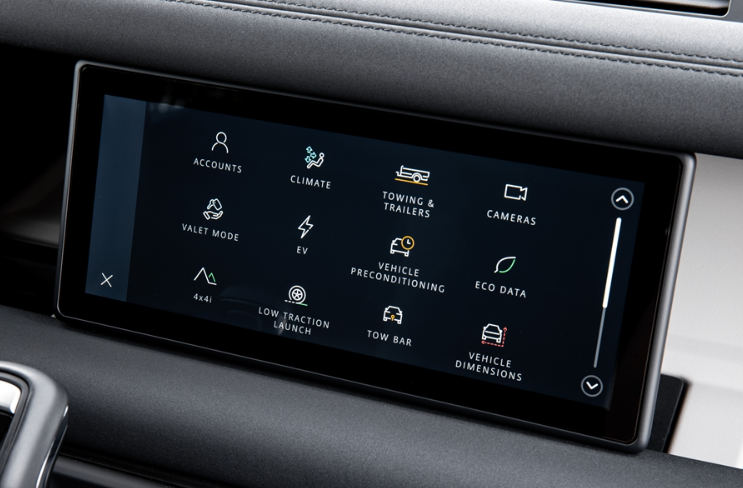 ACCOUNTS
CLIMATE
TOWING &
TRAILERS
CAMERAS
VALET MODE
EV
VEHICLE
PRECONDITIONING
ECO DATA
4x4i
LOW TRACTION
LAUNCH
TOW BAR
VEHICLE
DIMENSIONS